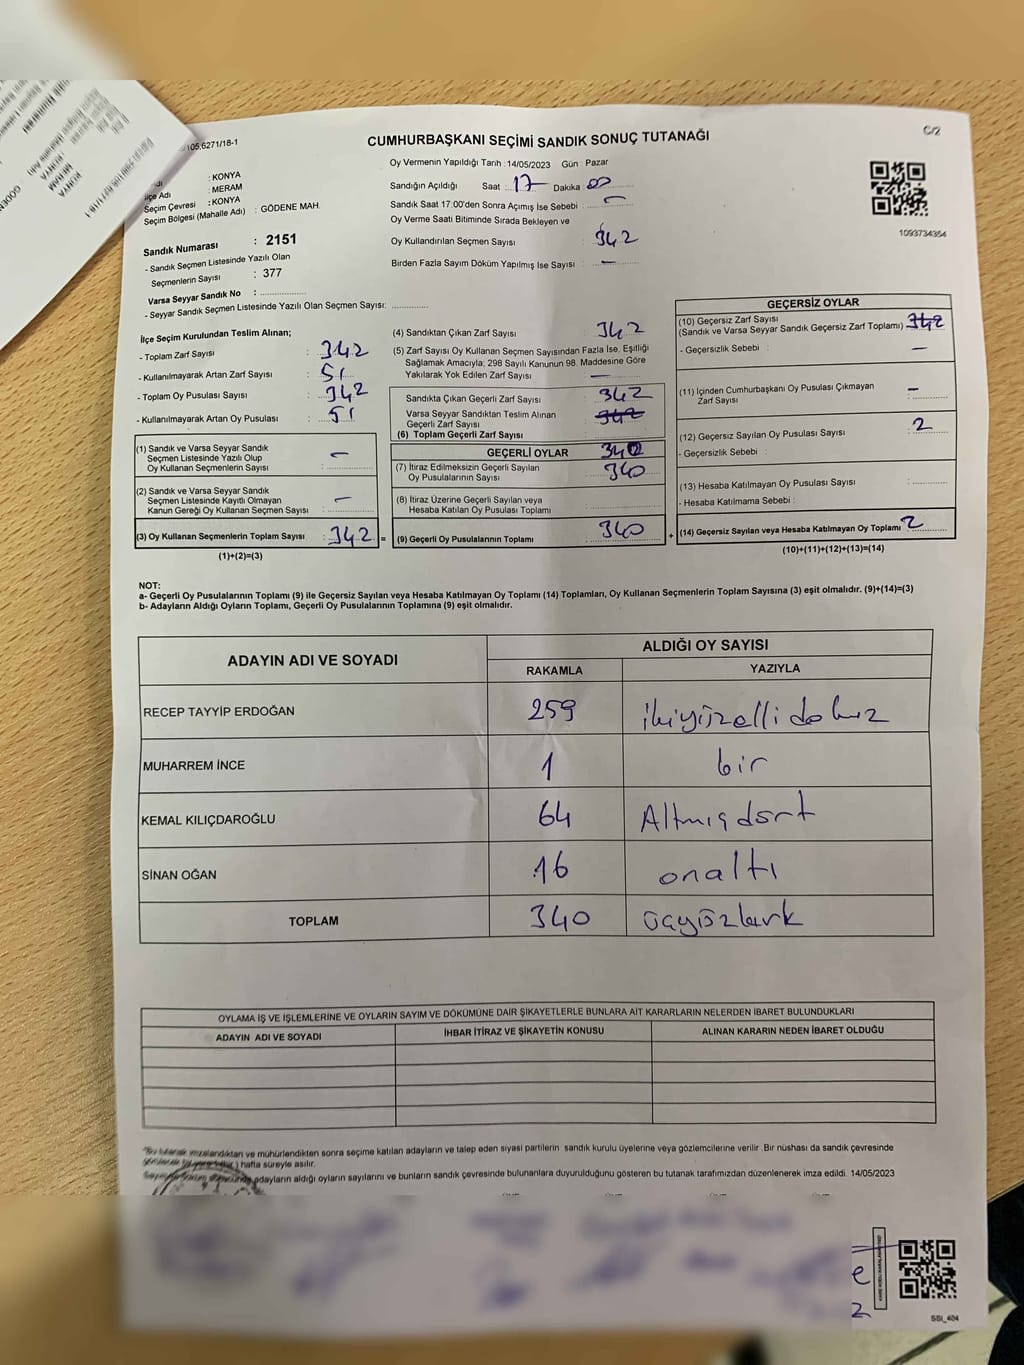 105.6271/18-1
CUMHURBAŞKANI SEÇİMİ SANDIK SONUÇ TUTANAĞI
C/2
: KONYA
İlçe Adı : MERAM
Seçim Çevresi : KONYA
Seçim Bölgesi (Mahalle Adı) : GÖDENE MAH.
Sandık Numarası : 2151
- Sandık Seçmen Listesinde Yazılı Olan
Seçmenlerin Sayısı : 377
Varsa Seyyar Sandık No :
- Seyyar Sandık Seçmen Listesinde Yazılı Olan Seçmen Sayısı:
Oy Vermenin Yapıldığı Tarih :14/05/2023 Gün : Pazar
Sandığın Açıldığı Saat : 17 Dakika 00
Sandık Saat 17:00'den Sonra Açımış İse Sebebi : —
Oy Verme Saati Bitiminde Sırada Bekleyen ve
Oy Kullandırılan Seçmen Sayısı : 342
Birden Fazla Sayım Döküm Yapılmış İse Sayısı : —
1093734354
İlçe Seçim Kurulundan Teslim Alınan;
- Toplam Zarf Sayısı : 342
- Kullanılmayarak Artan Zarf Sayısı : 51
- Toplam Oy Pusulası Sayısı : 342
- Kullanılmayarak Artan Oy Pusulası : 51
(1) Sandık ve Varsa Seyyar Sandık
Seçmen Listesinde Yazılı Olup
Oy Kullanan Seçmenlerin Sayısı : —
(2) Sandık ve Varsa Seyyar Sandık
Seçmen Listesinde Kayıtlı Olmayan
Kanun Gereği Oy Kullanan Seçmen Sayısı : —
(3) Oy Kullanan Seçmenlerin Toplam Sayısı : 342 =
(1)+(2)=(3)
(4) Sandıktan Çıkan Zarf Sayısı : 342
(5) Zarf Sayısı Oy Kullanan Seçmen Sayısından Fazla İse, Eşitliği
Sağlamak Amacıyla; 298 Sayılı Kanunun 98. Maddesine Göre
Yakılarak Yok Edilen Zarf Sayısı : —
Sandıkta Çıkan Geçerli Zarf Sayısı : 342
Varsa Seyyar Sandıktan Teslim Alınan 342
Geçerli Zarf Sayısı
(6) Toplam Geçerli Zarf Sayısı
GEÇERLİ OYLAR 340
(7) İtiraz Edilmeksizin Geçerli Sayılan
Oy Pusulalarının Sayısı : 340
(8) İtiraz Üzerine Geçerli Sayılan veya
Hesaba Katılan Oy Pusulası Toplamı :
(9) Geçerli Oy Pusulalarının Toplamı : 340 +
GEÇERSİZ OYLAR
(10) Geçersiz Zarf Sayısı
(Sandık ve Varsa Seyyar Sandık Geçersiz Zarf Toplamı) : 342
- Geçersizlik Sebebi : —
(11) İçinden Cumhurbaşkanı Oy Pusulası Çıkmayan
Zarf Sayısı : —
(12) Geçersiz Sayılan Oy Pusulası Sayısı : 2
- Geçersizlik Sebebi :
(13) Hesaba Katılmayan Oy Pusulası Sayısı :
- Hesaba Katılmama Sebebi :
(14) Geçersiz Sayılan veya Hesaba Katılmayan Oy Toplamı : 2
(10)+(11)+(12)+(13)=(14)
NOT:
a- Geçerli Oy Pusulalarının Toplamı (9) ile Geçersiz Sayılan veya Hesaba Katılmayan Oy Toplamı (14) Toplamları, Oy Kullanan Seçmenlerin Toplam Sayısına (3) eşit olmalıdır. (9)+(14)=(3)
b- Adayların Aldığı Oyların Toplamı, Geçerli Oy Pusulalarının Toplamına (9) eşit olmalıdır.
ADAYIN ADI VE SOYADI
ALDIĞI OY SAYISI
RAKAMLA YAZIYLA
RECEP TAYYİP ERDOĞAN 259 ikiyüzelli dokuz
MUHARREM İNCE 1 bir
KEMAL KILIÇDAROĞLU 64 Altmışdört
SİNAN OĞAN 16 onaltı
TOPLAM 340 üçyüzkırk
OYLAMA İŞ VE İŞLEMLERİNE VE OYLARIN SAYIM VE DÖKÜMÜNE DAİR ŞİKAYETLERLE BUNLARA AİT KARARLARIN NELERDEN İBARET BULUNDUKLARI
ADAYIN ADI VE SOYADI İHBAR İTİRAZ VE ŞİKAYETİN KONUSU ALINAN KARARIN NEDEN İBARET OLDUĞU
"Bu tutanak imzalandıktan ve mühürlendikten sonra seçime katılan adayların ve talep eden siyasi partilerin sandık kurulu üyelerine veya gözlemcilerine verilir. Bir nüshası da sandık çevresinde
hafta süreyle asılır.
adayların aldığı oyların sayılarını ve bunların sandık çevresinde bulunanlara duyurulduğunu gösteren bu tutanak tarafımızdan düzenlenerek imza edildi. 14/05/2023
SSI_404